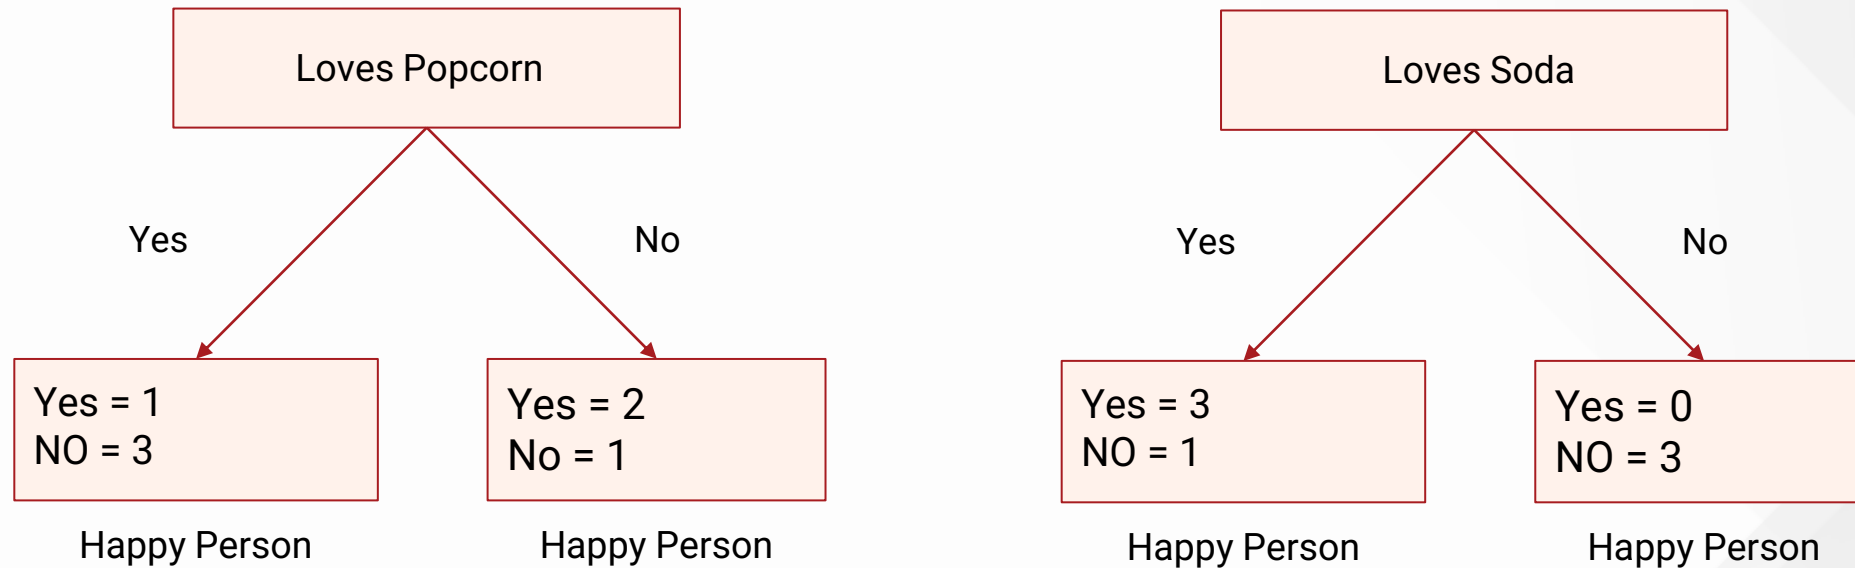 Loves Popcorn
Yes
No
Yes = 1
NO = 3
Yes = 2
No = 1
Happy Person
Happy Person
Loves Soda
Yes
No
Yes = 3
NO = 1
Yes = 0
NO = 3
Happy Person
Happy Person